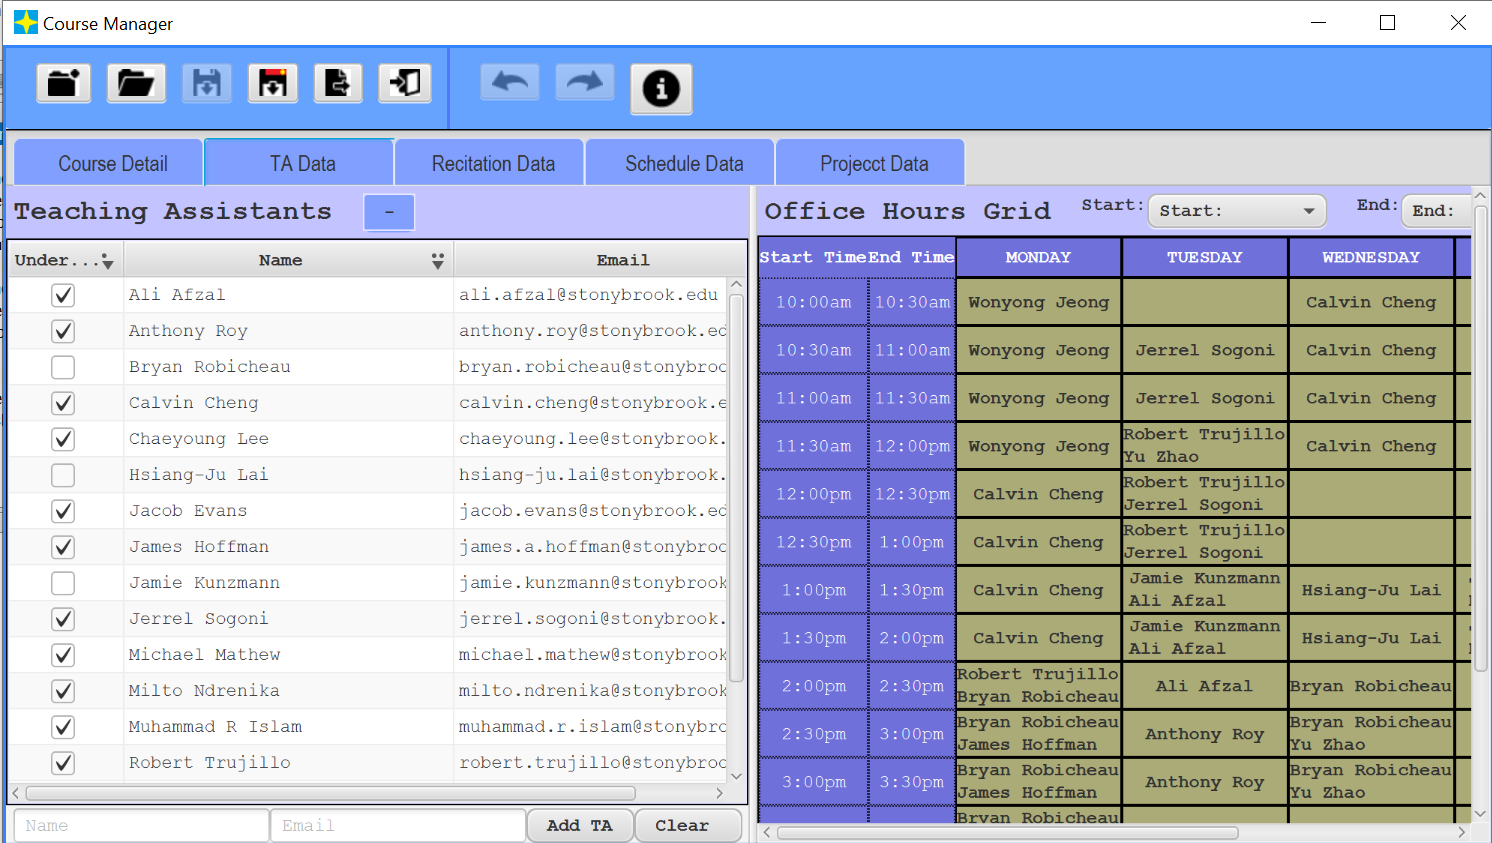 Course Manager
Course Detail
TA Data
Recitation Data
Schedule Data
Projecct Data
Teaching Assistants
-
Under...
Name
Email
Ali Afzal ali.afzal@stonybrook.edu
Anthony Roy anthony.roy@stonybrook.ed
Bryan Robicheau bryan.robicheau@stonybroo
Calvin Cheng calvin.cheng@stonybrook.e
Chaeyoung Lee chaeyoung.lee@stonybrook.
Hsiang-Ju Lai hsiang-ju.lai@stonybrook.
Jacob Evans jacob.evans@stonybrook.ed
James Hoffman james.a.hoffman@stonybroo
Jamie Kunzmann jamie.kunzmann@stonybrook
Jerrel Sogoni jerrel.sogoni@stonybrook.
Michael Mathew michael.mathew@stonybrook
Milto Ndrenika milto.ndrenika@stonybrook
Muhammad R Islam muhammad.r.islam@stonybro
Robert Trujillo robert.trujillo@stonybroo
Name
Email
Add TA
Clear
Office Hours Grid
Start:
Start:
End:
End:
Start Time End Time MONDAY TUESDAY WEDNESDAY
10:00am 10:30am Wonyong Jeong Calvin Cheng
10:30am 11:00am Wonyong Jeong Jerrel Sogoni Calvin Cheng
11:00am 11:30am Wonyong Jeong Jerrel Sogoni Calvin Cheng
11:30am 12:00pm Wonyong Jeong Robert Trujillo Calvin Cheng
Yu Zhao
12:00pm 12:30pm Calvin Cheng Robert Trujillo
Jerrel Sogoni
12:30pm 1:00pm Calvin Cheng Robert Trujillo
Jerrel Sogoni
1:00pm 1:30pm Calvin Cheng Jamie Kunzmann Hsiang-Ju Lai
Ali Afzal
1:30pm 2:00pm Calvin Cheng Jamie Kunzmann Hsiang-Ju Lai
Ali Afzal
2:00pm 2:30pm Robert Trujillo Ali Afzal Bryan Robicheau
Bryan Robicheau
2:30pm 3:00pm Bryan Robicheau Anthony Roy Bryan Robicheau
James Hoffman Yu Zhao
3:00pm 3:30pm Bryan Robicheau Anthony Roy Bryan Robicheau
James Hoffman Yu Zhao
Bryan Robicheau